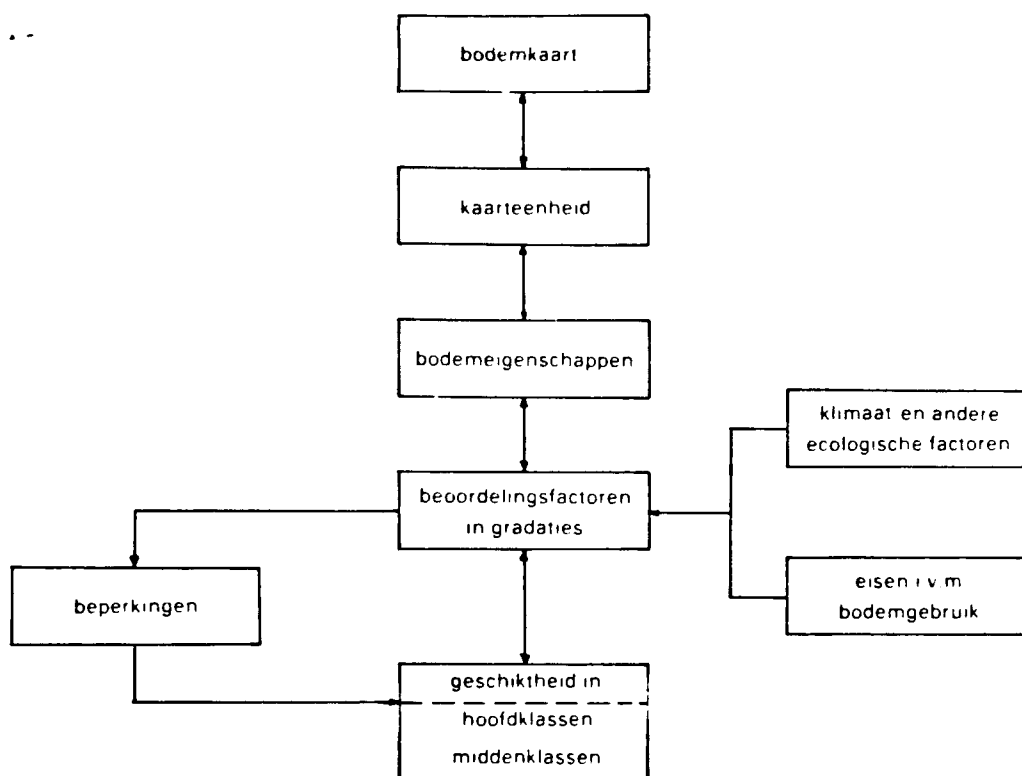 bodemkaart
kaarteenheid
bodemeigenschappen
klimaat en andere
ecologische factoren
beoordelingsfactoren
in gradaties
eisen i.v.m
bodemgebruik
beperkingen
geschiktheid in
hoofdklassen
middenklassen